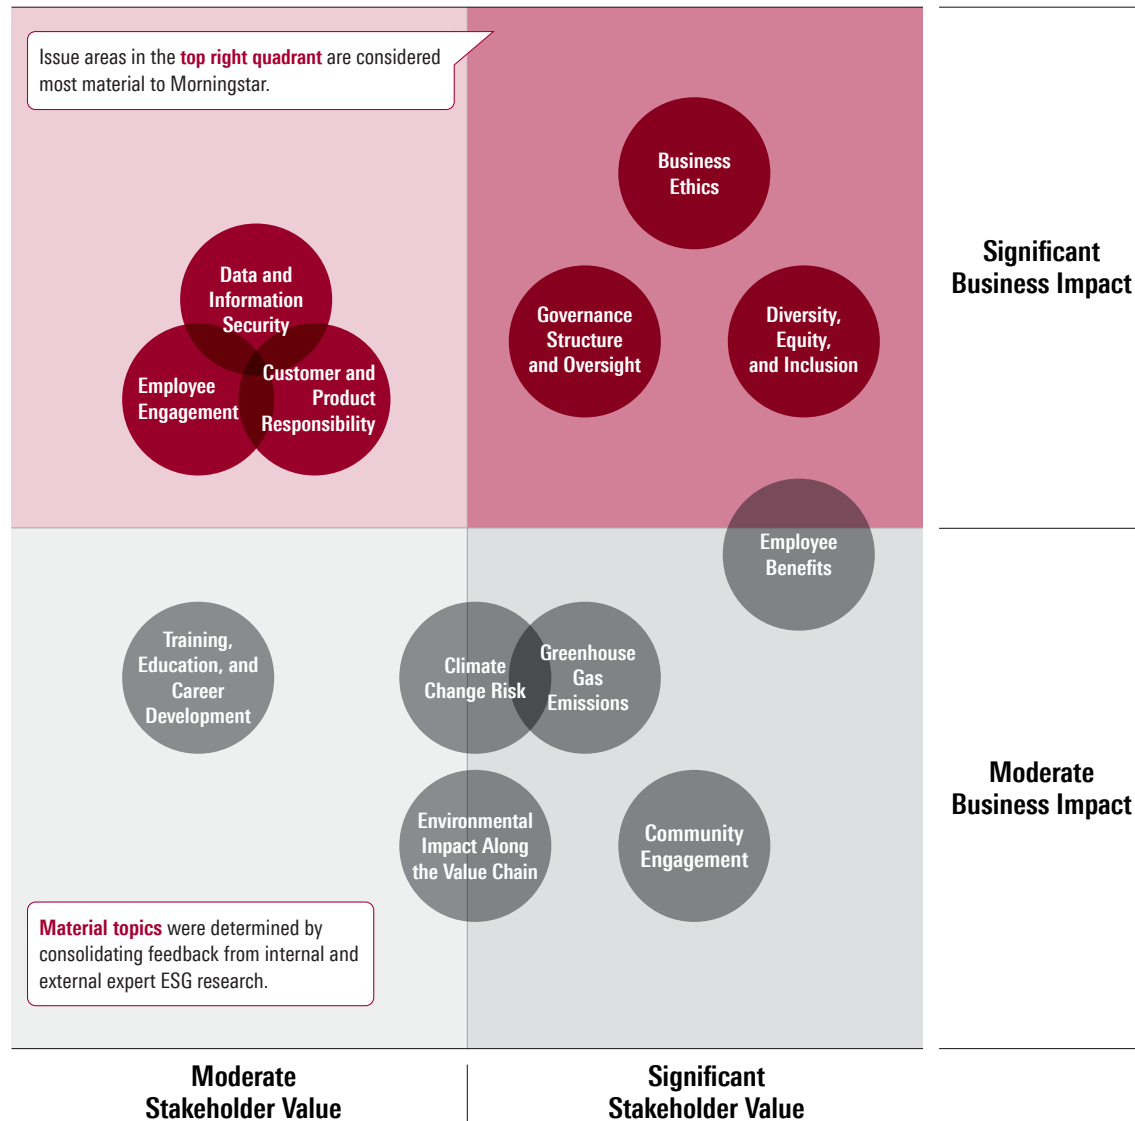 Issue areas in the top right quadrant are considered
most material to Morningstar.
Business
Ethics
Data and
Information
Security
Employee
Engagement
Customer and
Product
Responsibility
Governance
Structure
and Oversight
Diversity,
Equity,
and Inclusion
Significant
Business Impact
Employee
Benefits
Training,
Education, and
Career
Development
Climate
Change Risk
Greenhouse
Gas
Emissions
Environmental
Impact Along
the Value Chain
Community
Engagement
Moderate
Business Impact
Material topics were determined by
consolidating feedback from internal and
external expert ESG research.
Moderate
Stakeholder Value
Significant
Stakeholder Value